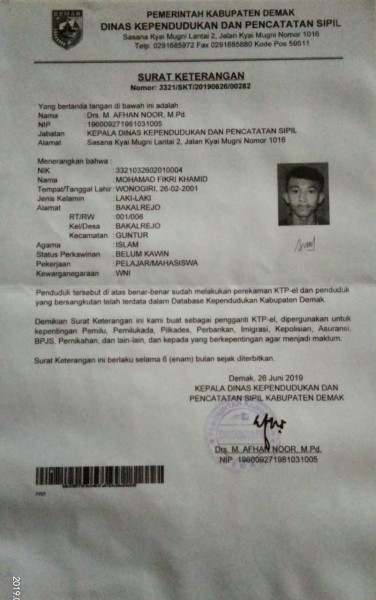 DEMAK
PEMERINTAH KABUPATEN DEMAK
DINAS KEPENDUDUKAN DAN PENCATATAN SIPIL
Sasana Kyai Mugni Lantai 2, Jalan Kyai Mugni Nomor 1016
Telp. 0291685972 Fax 0291685880 Kode Pos 59511
SURAT KETERANGAN
Nomor: 3321/SKT/20190626/00282
Yang bertanda tangan di bawah ini adalah
Nama : Drs. M. AFHAN NOOR, M.Pd
NIP : 196009271981031005
Jabatan : KEPALA DINAS KEPENDUDUKAN DAN PENCATATAN SIPIL
Alamat : Sasana Kyai Mugni Lantai 2, Jalan Kyai Mugni Nomor 1016
Menerangkan bahwa :
NIK : 3321032602010004
Nama : MOHAMAD FIKRI KHAMID
Tempat/Tanggal Lahir : WONOGIRI, 26-02-2001
Jenis Kelamin : LAKI-LAKI
Alamat : BAKALREJO
RT/RW : 001/006
Kel/Desa : BAKALREJO
Kecamatan : GUNTUR
Agama : ISLAM
Status Perkawinan : BELUM KAWIN
Pekerjaan : PELAJAR/MAHASISWA
Kewarganegaraan : WNI
Penduduk tersebut di atas benar-benar sudah melakukan perekaman KTP-el dan penduduk
yang bersangkutan telah terdata dalam Database Kependudukan Kabupaten Demak.
Demikian Surat Keterangan ini kami buat sebagai pengganti KTP-el, dipergunakan untuk
kepentingan Pemilu, Pemilukada, Pilkades, Perbankan, Imigrasi, Kepolisian, Asuransi,
BPJS, Pernikahan, dan lain-lain, dan kepada yang berkepentingan agar menjadi maklum.
Surat Keterangan ini berlaku selama 6 (enam) bulan sejak diterbitkan.
Demak, 26 Juni 2019
KEPALA DINAS KEPENDUDUKAN DAN
PENCATATAN SIPIL KABUPATEN DEMAK
Drs. M. AFHAN NOOR, M.Pd.
NIP. 196009271981031005